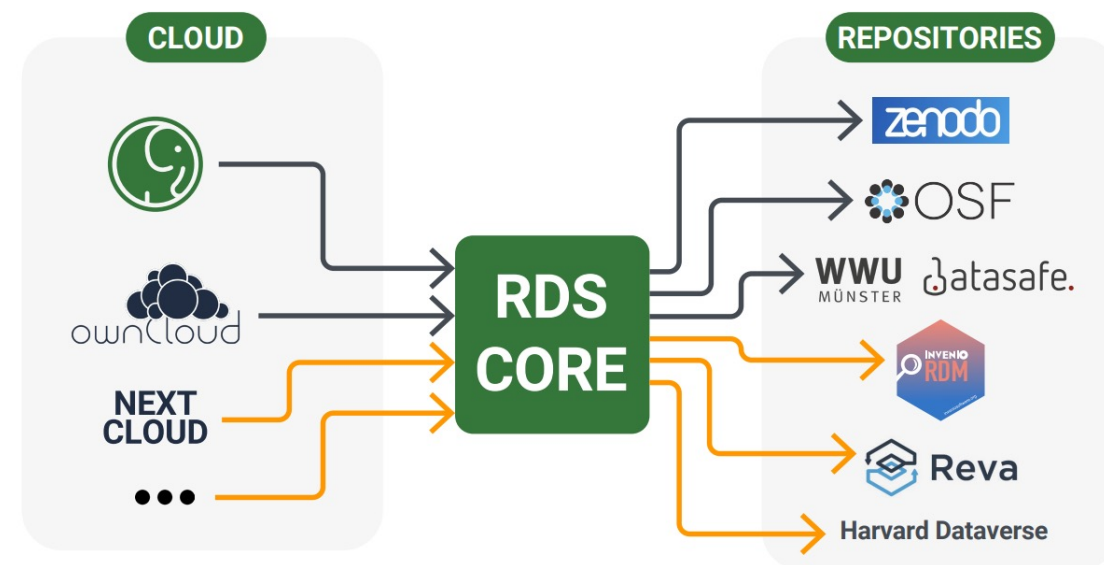 CLOUD
REPOSITORIES
ownCloud
NEXT
CLOUD
RDS
CORE
zenodo
OSF
WWU
MÜNSTER
datasafe.
INVENIO
RDM
Reva
Harvard Dataverse